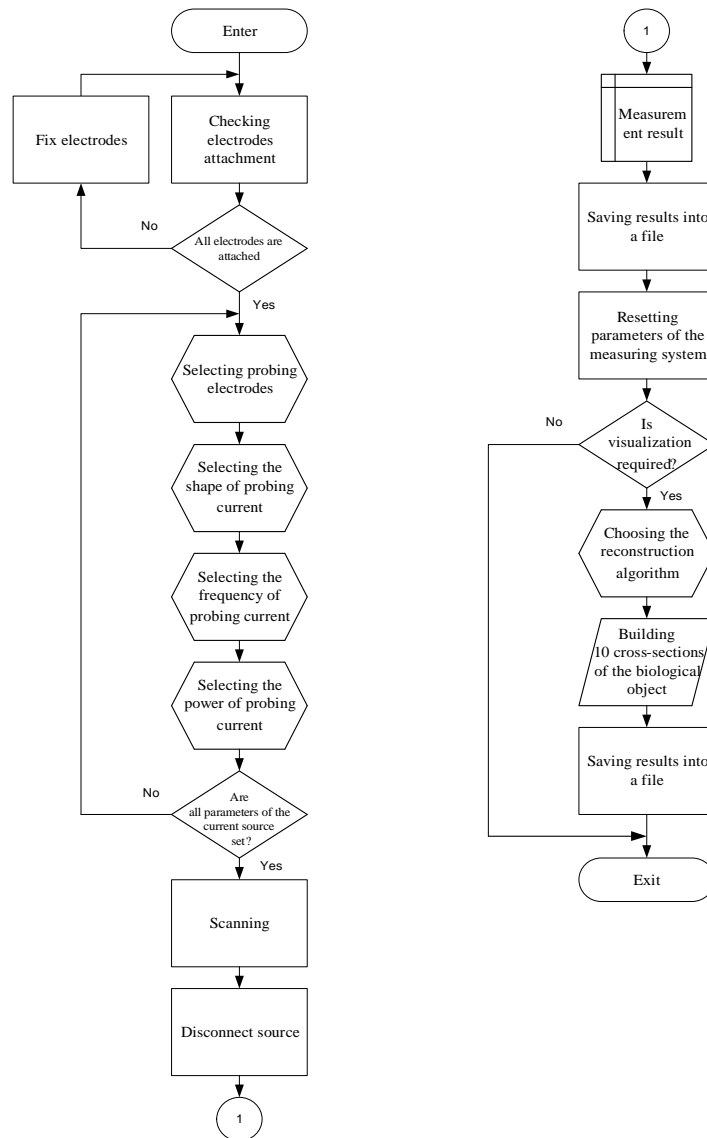 Enter
Fix electrodes
Checking
electrodes
attachment
No
All electrodes are
attached
Yes
Selecting probing
electrodes
Selecting the
shape of probing
current
Selecting the
frequency of
probing current
Selecting the
power of probing
current
No
Are
all parameters of the
current source
set?
Yes
Scanning
Disconnect source
1
1
Measurem
ent result
Saving results into
a file
Resetting
parameters of the
measuring system
No
Is
visualization
required?
Yes
Choosing the
reconstruction
algorithm
Building
10 cross-sections
of the biological
object
Saving results into
a file
Exit